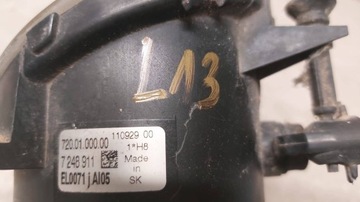 L13
720.01.000.00 110929 00
7 248 911 1*H8
EL0071 j AI05 Made
in
SK